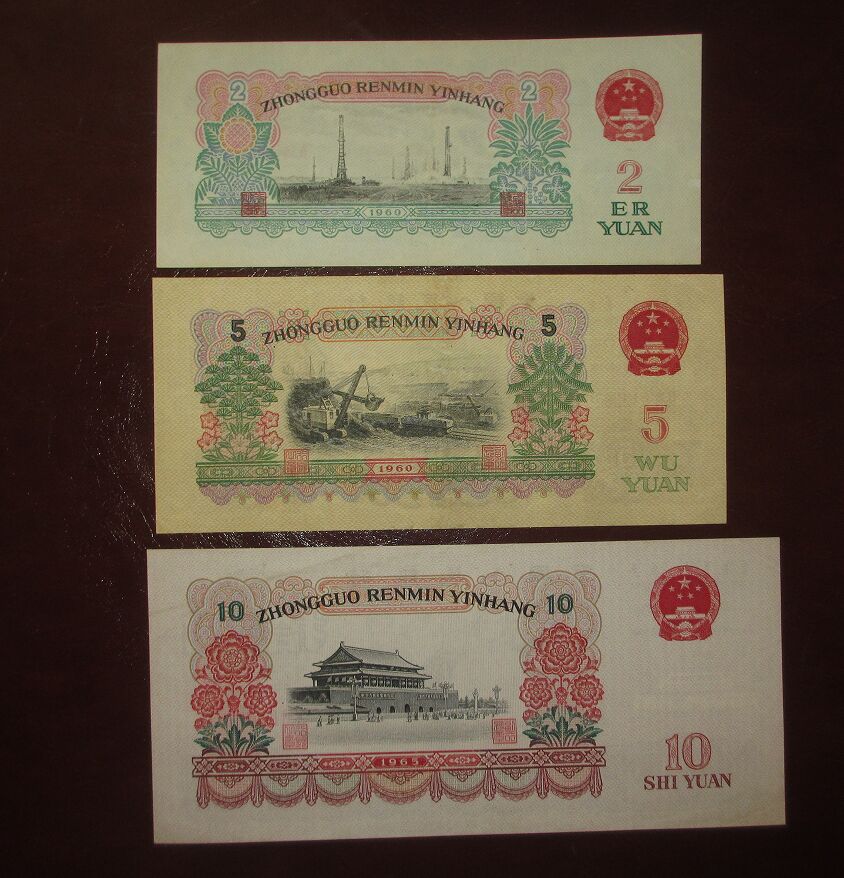 2 ZHONGGUO RENMIN YINHANG 2
2
ER
YUAN
1960
5 ZHONGGUO RENMIN YINHANG 5
5
WU
YUAN
1960
10 ZHONGGUO RENMIN YINHANG 10
10
SHI YUAN
1965